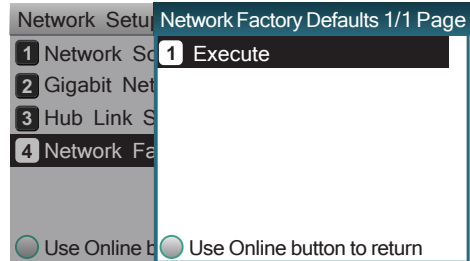 Network Setu
1 Network Sc
2 Gigabit Net
3 Hub Link S
4 Network Fa
Use Online b
Network Factory Defaults 1/1 Page
1 Execute
Use Online button to return